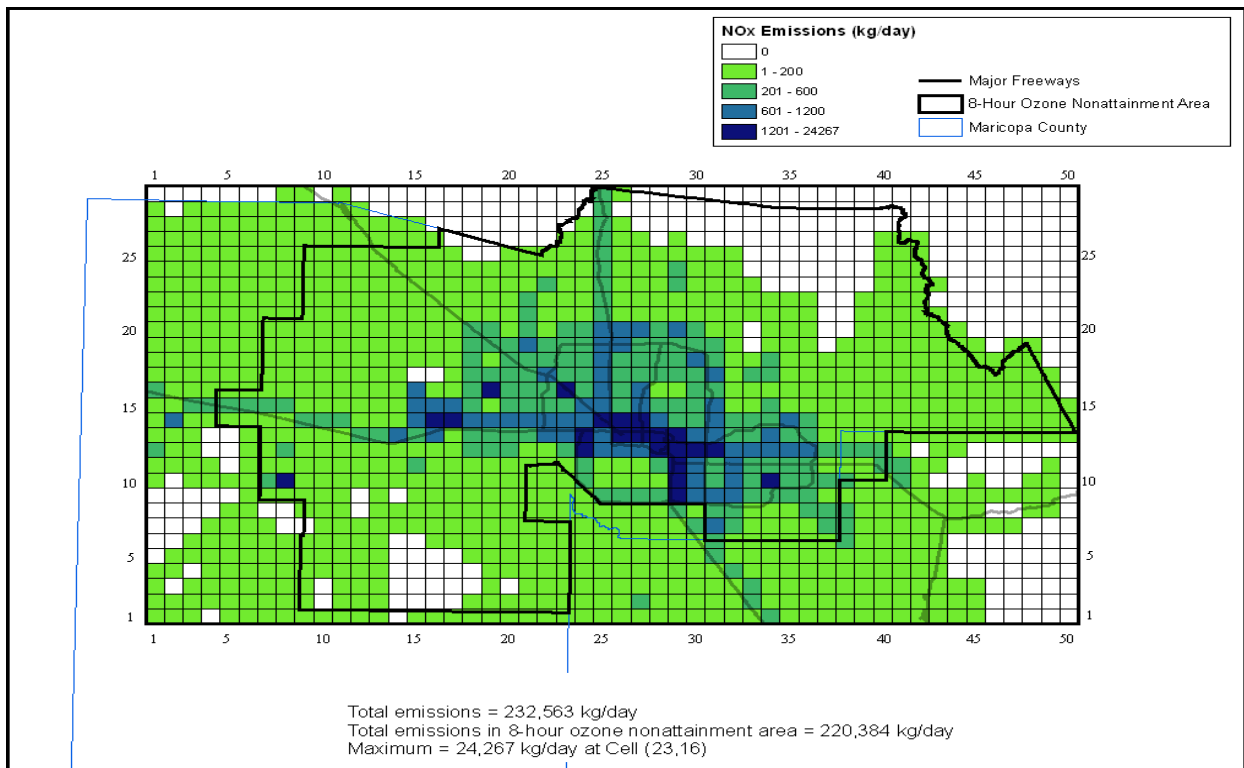 NOx Emissions (kg/day)
0
1 - 200
201 - 600
601 - 1200
1201 - 24267
Major Freeways
8-Hour Ozone Nonattainment Area
Maricopa County
1 5 10 15 20 25 30 35 40 45 50
25 25
20 20
15 15
10 10
5 5
1 1
1 5 10 15 20 25 30 35 40 45 50
Total emissions = 232,563 kg/day
Total emissions in 8-hour ozone nonattainment area = 220,384 kg/day
Maximum = 24,267 kg/day at Cell (23,16)